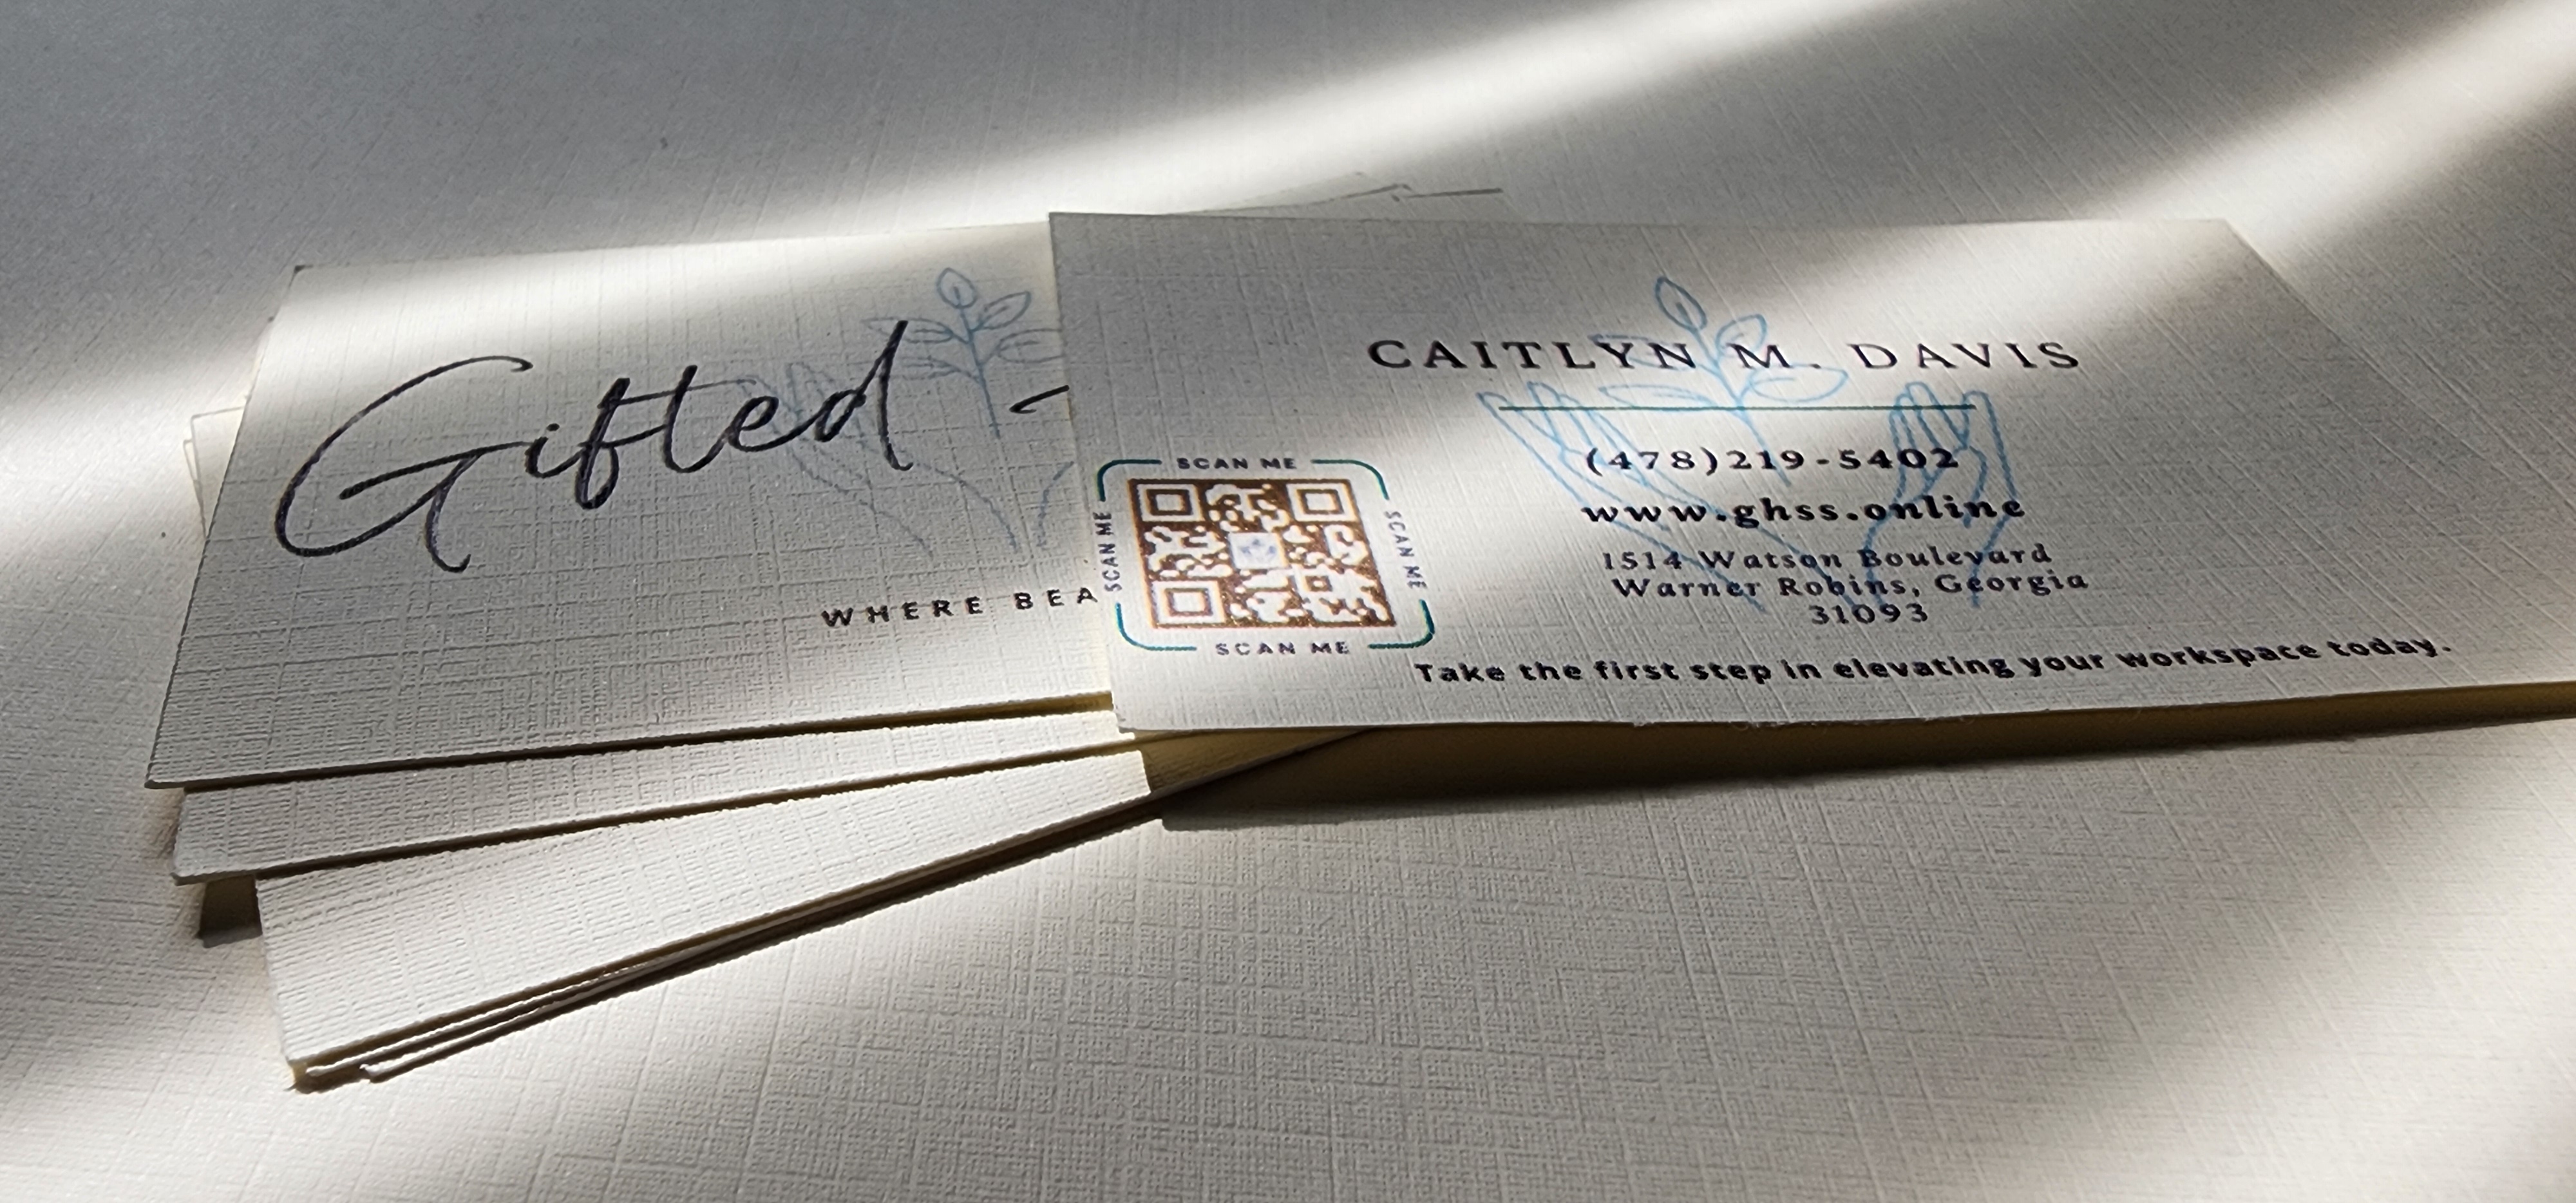 Gifted -
WHERE BEA
CAITLYN M. DAVIS
(478)219-5402
www.ghss.online
1514 Watson Boulevard
Warner Robins, Georgia
31093
SCAN ME
SCAN ME
SCAN ME
SCAN ME
Take the first step in elevating your workspace today.